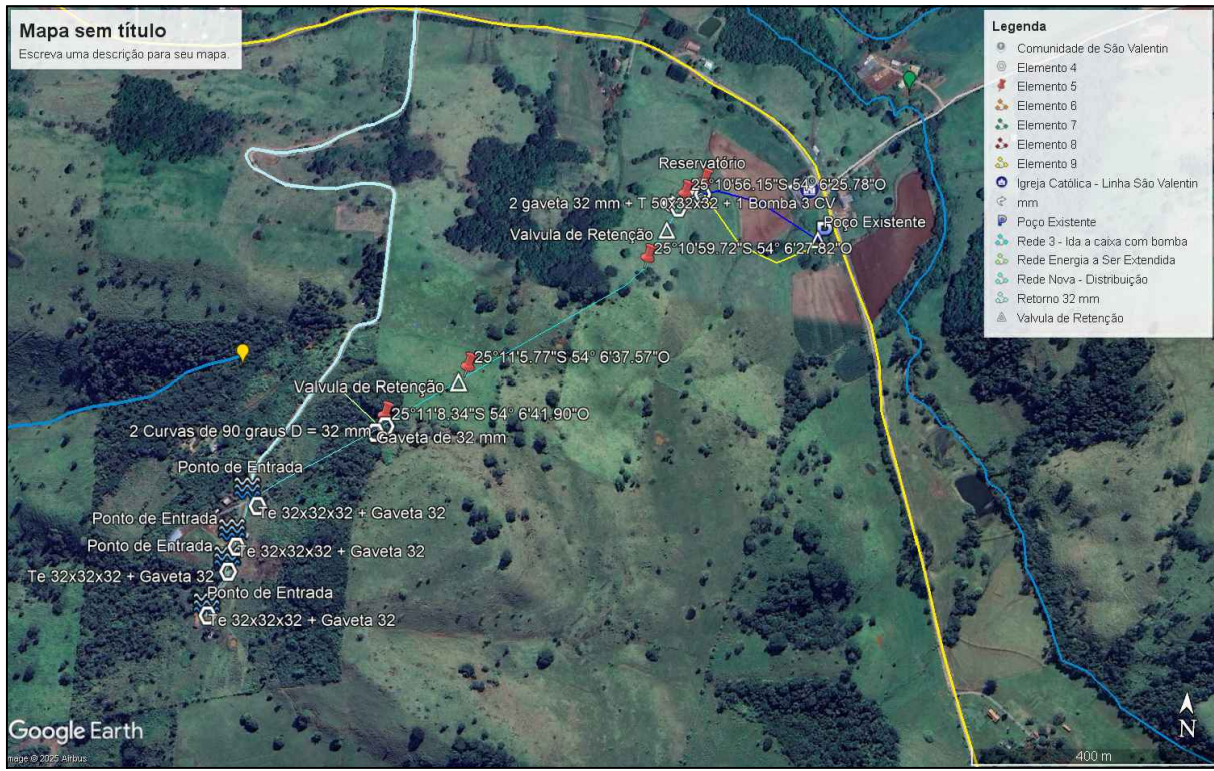 Mapa sem título
Escreva uma descrição para seu mapa.
Legenda
Comunidade de São Valentin
Elemento 4
Elemento 5
Elemento 6
Elemento 7
Elemento 8
Elemento 9
Igreja Católica - Linha São Valentin
mm
Poço Existente
Rede 3 - Ida a caixa com bomba
Rede Energia a Ser Extendida
Rede Nova - Distribuição
Retorno 32 mm
Valvula de Retenção
Reservatório
25°10'56.15"S 54° 6'25.78"O
2 gaveta 32 mm + T 50x32x32 + 1 Bomba 3 CV
Poço Existente
Valvula de Retenção
25°10'59.72"S 54° 6'27.82"O
25°11'5.77"S 54° 6'37.57"O
Valvula de Retenção
25°11'8.34"S 54° 6'41.90"O
2 Curvas de 90 graus D = 32 mm
Gaveta de 32 mm
Ponto de Entrada
Te 32x32x32 + Gaveta 32
Ponto de Entrada
Ponto de Entrada
Te 32x32x32 + Gaveta 32
Te 32x32x32 + Gaveta 32
Ponto de Entrada
Te 32x32x32 + Gaveta 32
Google Earth
mage © 2025 Airbus
400 m
N